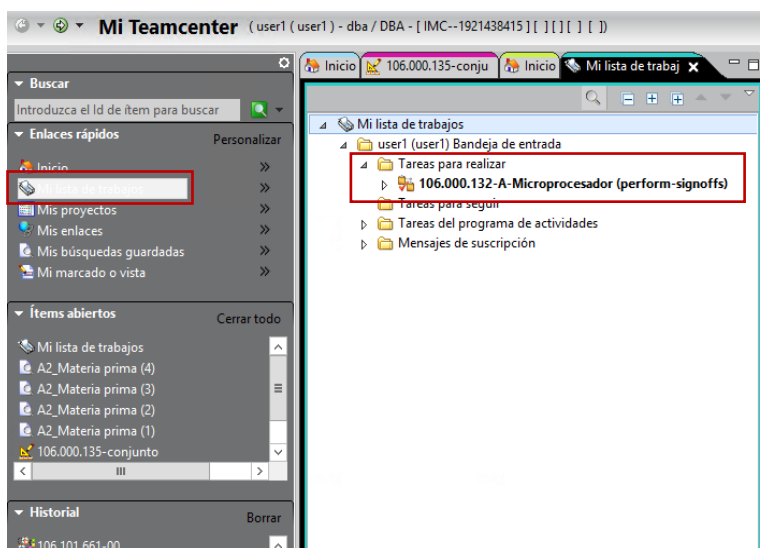 Mi Teamcenter ( user1 ( user1 ) - dba / DBA - [ IMC--1921438415 ] [ ] [ ] [ ] [ ])
Buscar
Introduzca el Id de ítem para buscar
Enlaces rápidos
Personalizar
Inicio
Mi lista de trabajos
Mis proyectos
Mis enlaces
Mis búsquedas guardadas
Mi marcado o vista
Ítems abiertos
Cerrar todo
Mi lista de trabajos
A2_Materia prima (4)
A2_Materia prima (3)
A2_Materia prima (2)
A2_Materia prima (1)
106.000.135-conjunto
Historial
Borrar
106.101.661-00
Inicio
106.000.135-conju
Inicio
Mi lista de trabaj
Mi lista de trabajos
user1 (user1) Bandeja de entrada
Tareas para realizar
106.000.132-A-Microprocesador (perform-signoffs)
Tareas para seguir
Tareas del programa de actividades
Mensajes de suscripción